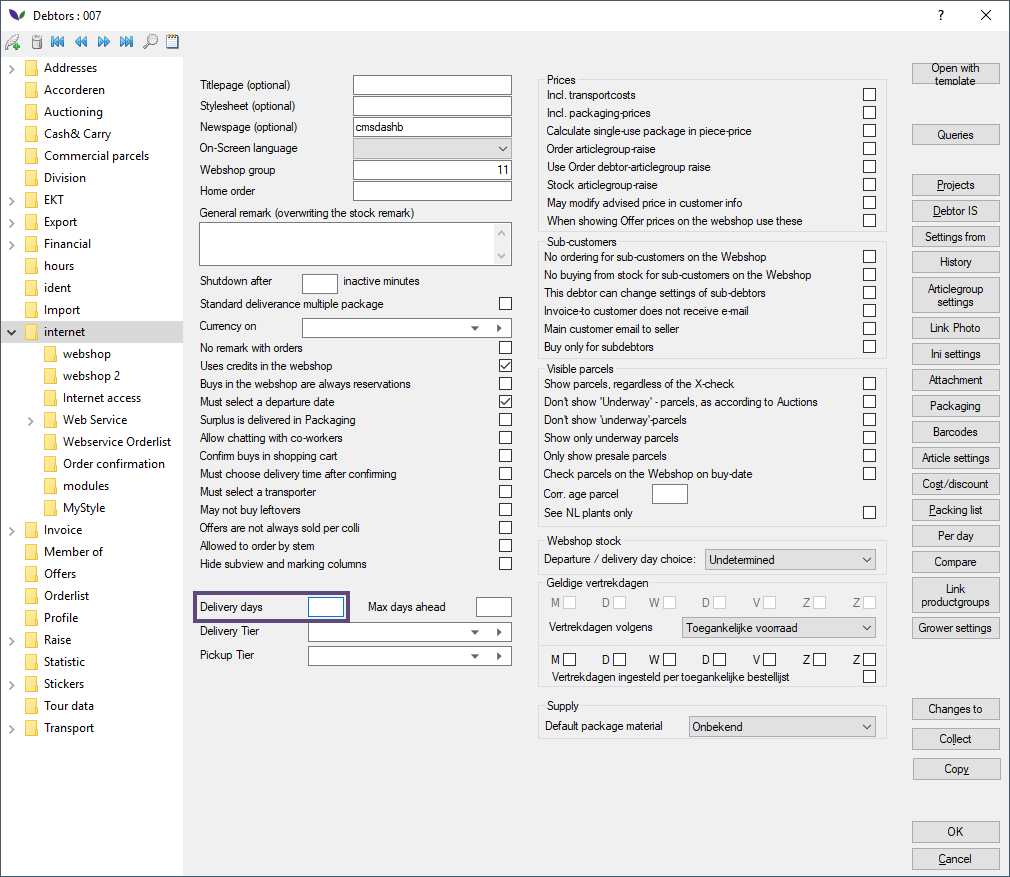 Debtors : 007
?
Addresses
Accorderen
Auctioning
Cash& Carry
Commercial parcels
Division
EKT
Export
Financial
hours
ident
Import
internet
webshop
webshop 2
Internet access
Web Service
Webservice Orderlist
Order confirmation
modules
MyStyle
Invoice
Member of
Offers
Orderlist
Profile
Raise
Statistic
Stickers
Tour data
Transport
Titlepage (optional)
Stylesheet (optional)
Newspage (optional) cmsdashb
On-Screen language
Webshop group 11
Home order
General remark (overwriting the stock remark)
Shutdown after inactive minutes
Standard deliverance multiple package
Currency on
No remark with orders
Uses credits in the webshop
Buys in the webshop are always reservations
Must select a departure date
Surplus is delivered in Packaging
Allow chatting with co-workers
Confirm buys in shopping cart
Must choose delivery time after confirming
Must select a transporter
May not buy leftovers
Offers are not always sold per colli
Allowed to order by stem
Hide subview and marking columns
Delivery days Max days ahead
Delivery Tier
Pickup Tier
Prices
Incl. transportcosts
Incl. packaging-prices
Calculate single-use package in piece-price
Order articlegroup-raise
Use Order debtor-articlegroup raise
Stock articlegroup-raise
May modify advised price in customer info
When showing Offer prices on the webshop use these
Sub-customers
No ordering for sub-customers on the Webshop
No buying from stock for sub-customers on the Webshop
This debtor can change settings of sub-debtors
Invoice-to customer does not receive e-mail
Main customer email to seller
Buy only for subdebtors
Visible parcels
Show parcels, regardless of the X-check
Don't show 'Underway' - parcels, as according to Auctions
Don't show 'underway'-parcels
Show only underway parcels
Only show presale parcels
Check parcels on the Webshop on buy-date
Corr. age parcel
See NL plants only
Webshop stock
Departure / delivery day choice: Undetermined
Geldige vertrekdagen
M D W D V Z Z
Vertrekdagen volgens Toegankelijke voorraad
M D W D V Z Z
Vertrekdagen ingesteld per toegankelijke bestellijst
Supply
Default package material Onbekend
Open with
template
Queries
Projects
Debtor IS
Settings from
History
Articlegroup
settings
Link Photo
Ini settings
Attachment
Packaging
Barcodes
Article settings
Cost/discount
Packing list
Per day
Compare
Link
productgroups
Grower settings
Changes to
Collect
Copy
OK
Cancel